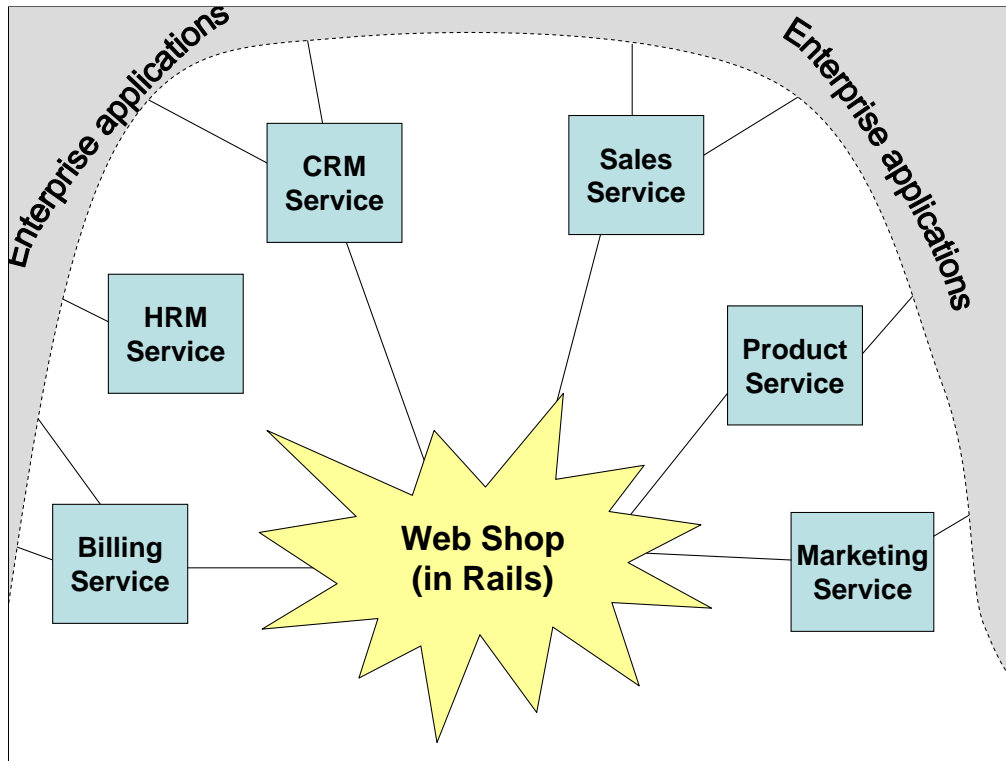 Enterprise applications
Enterprise applications
CRM
Service
Sales
Service
HRM
Service
Product
Service
Billing
Service
Web Shop
(in Rails)
Marketing
Service